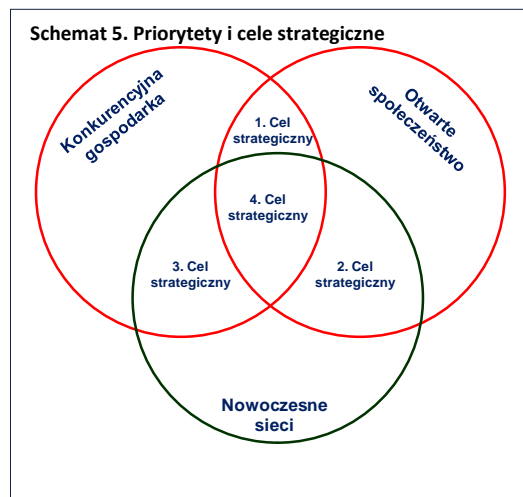 Schemat 5. Priorytety i cele strategiczne
Konkurencyjna
gospodarka
Otwarte
społeczeństwo
1. Cel
strategiczny
4. Cel
strategiczny
3. Cel
strategiczny
2. Cel
strategiczny
Nowoczesne
sieci